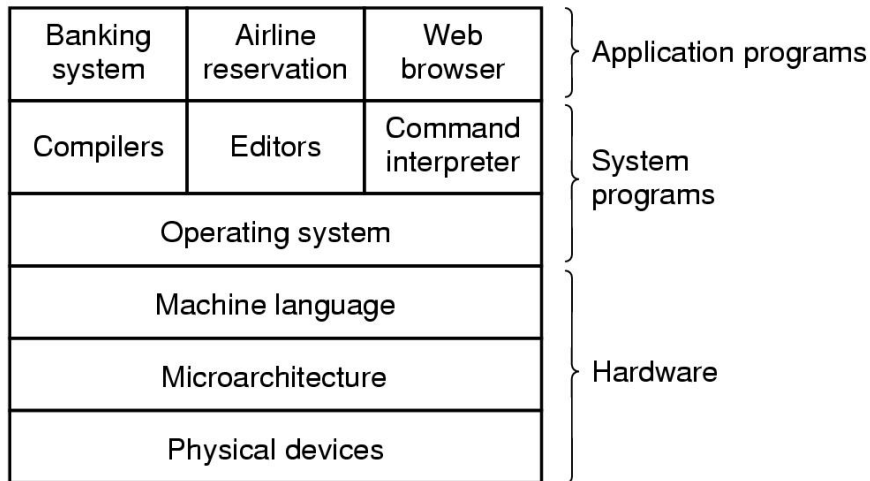 Banking
system
Airline
reservation
Web
browser
Application programs
Compilers
Editors
Command
interpreter
System
programs
Operating system
Machine language
Microarchitecture
Hardware
Physical devices